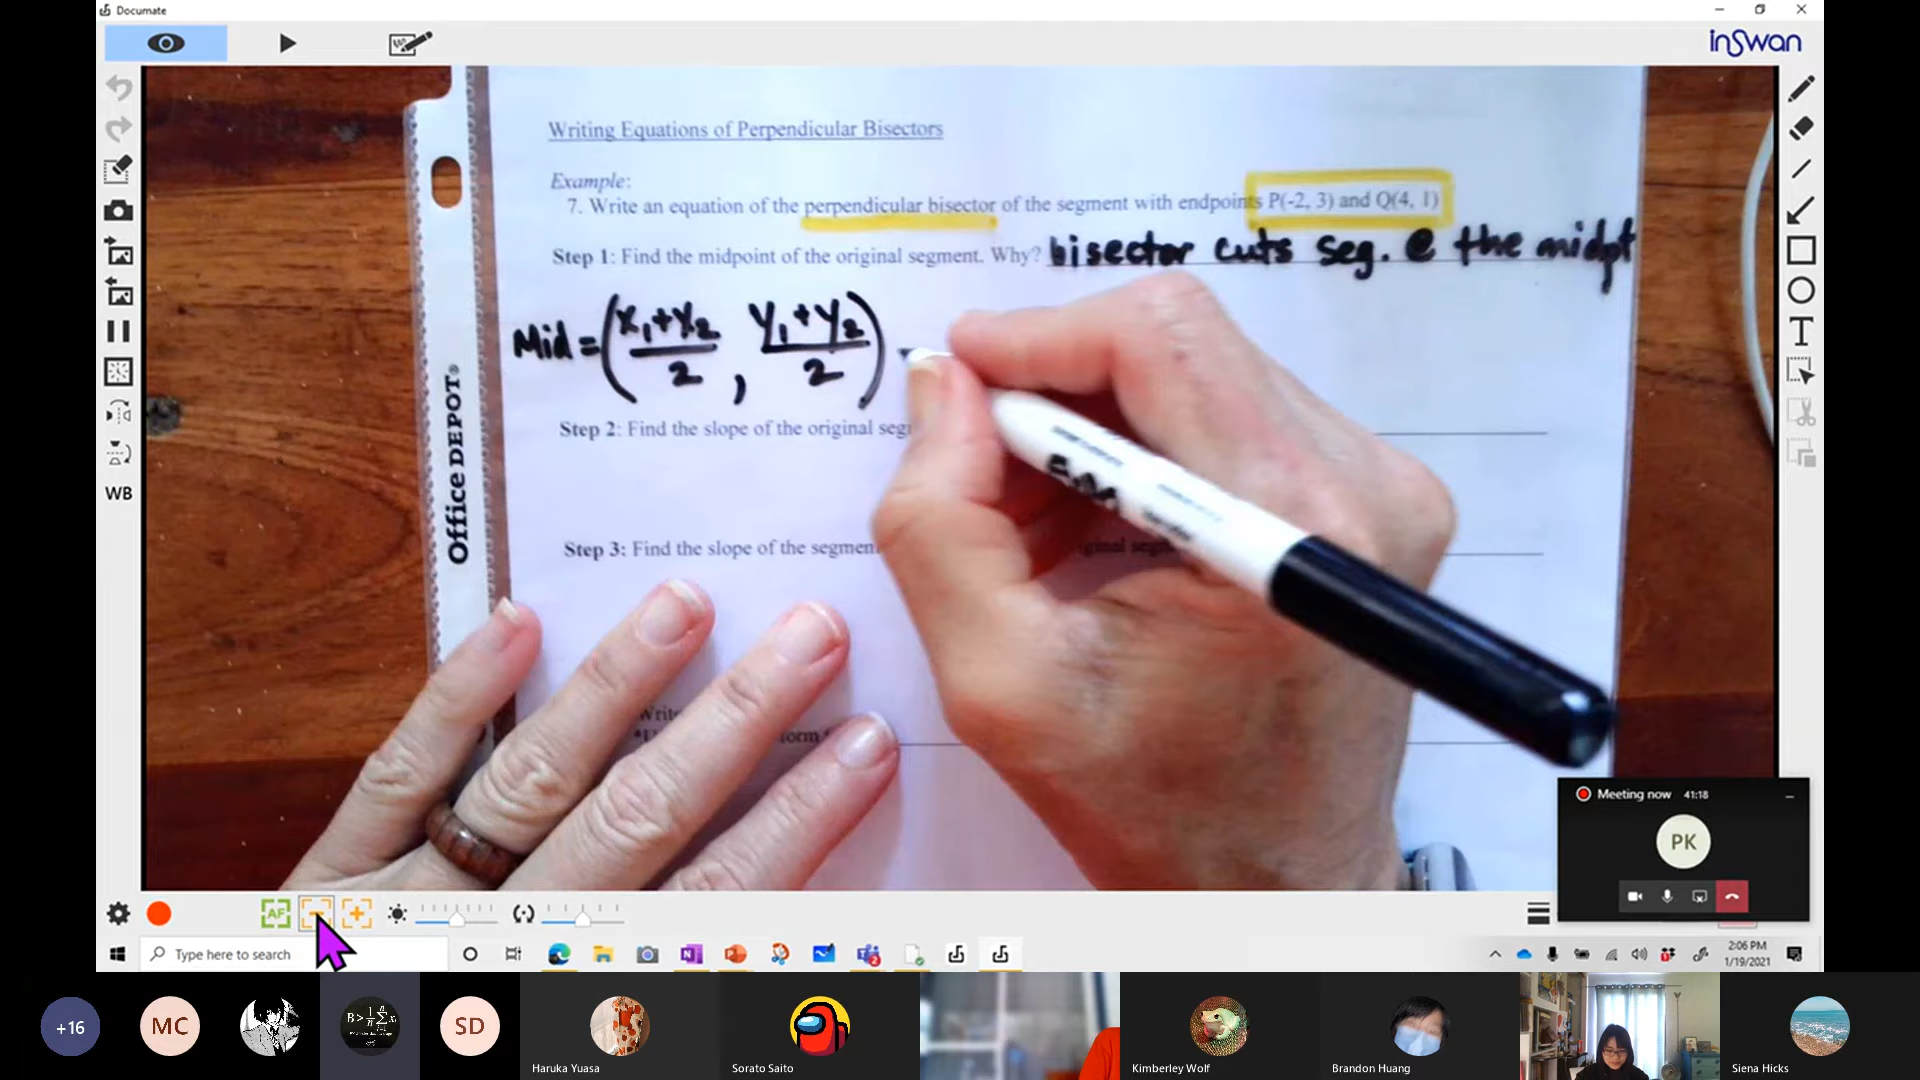 Documate
inSwan
Writing Equations of Perpendicular Bisectors
Example:
7. Write an equation of the perpendicular bisector of the segment with endpoints P(-2, 3) and Q(4, 1)
Step 1: Find the midpoint of the original segment. Why? bisector cuts seg. @ the midpt
Mid = (x₁+x₂/2, y₁+y₂/2)
Step 2: Find the slope of the original
Step 3: Find the slope of the
Office DEPOT®
WB
Meeting now 41:18
PK
AF
Type here to search
2:06 PM
1/19/2021
+16
MC
SD
Haruka Yuasa
Sorato Saito
Kimberley Wolf
Brandon Huang
Siena Hicks